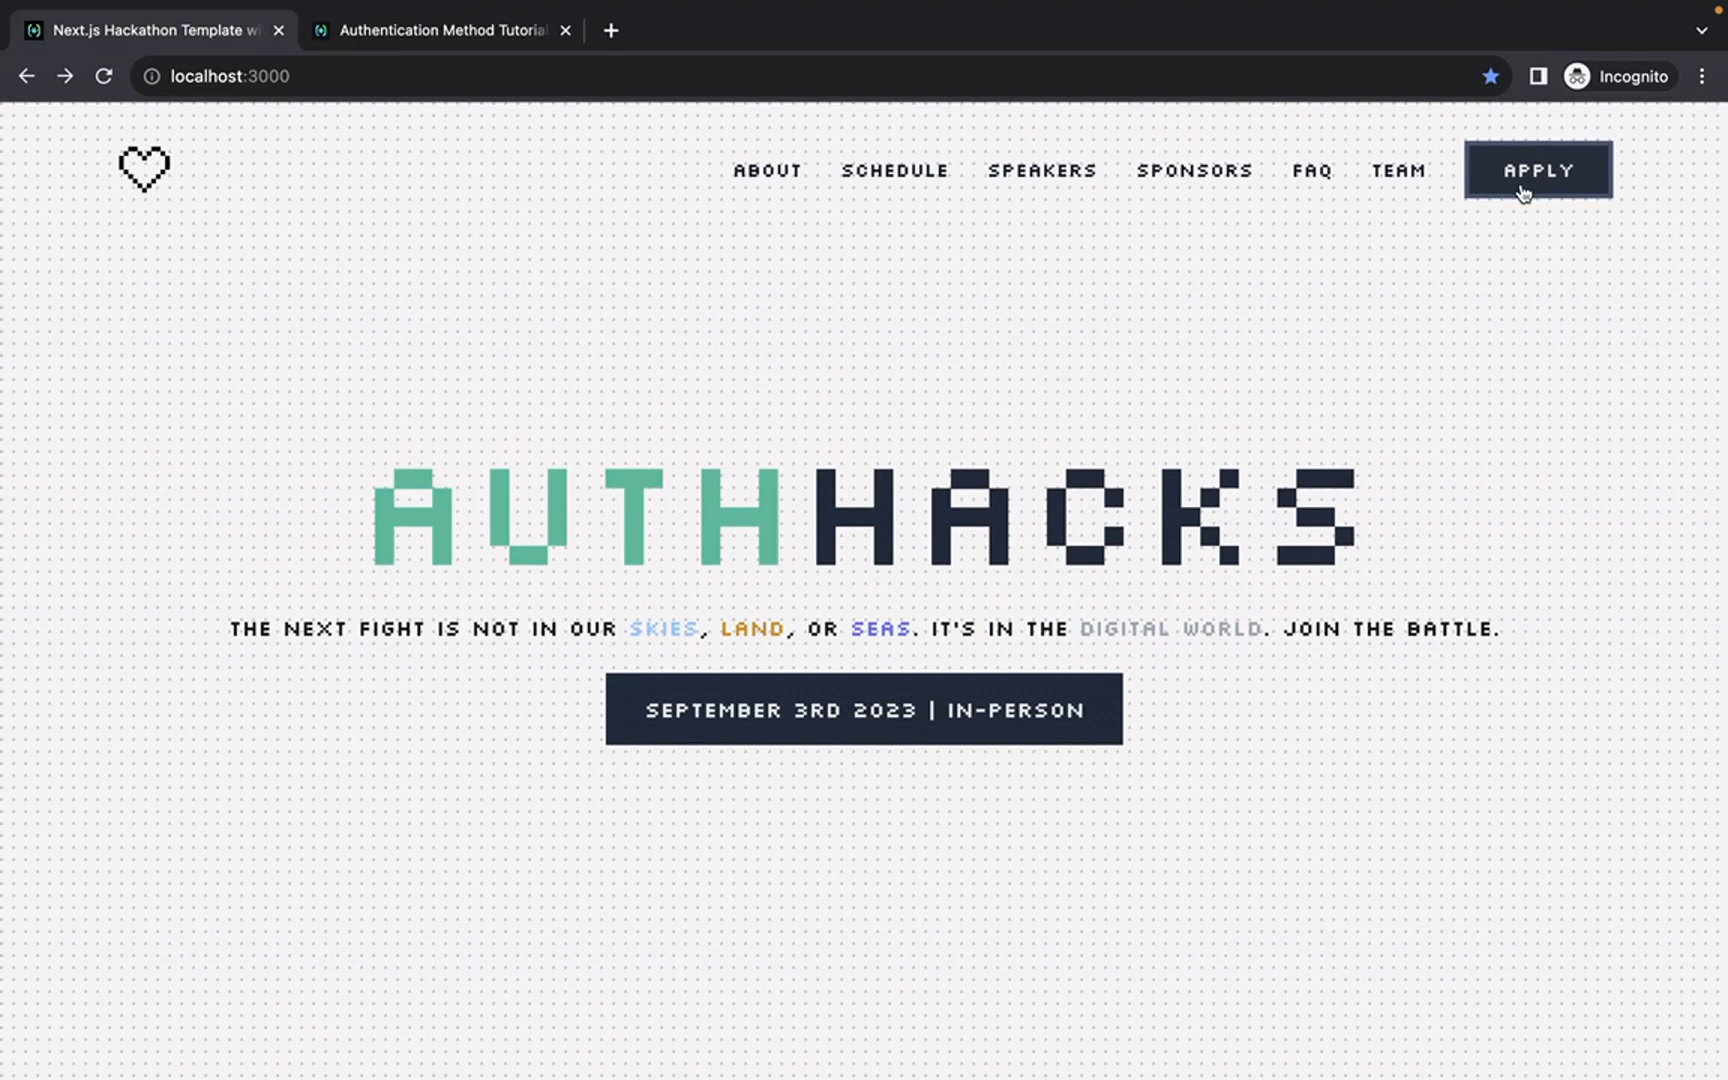 Next.js Hackathon Template wi
Authentication Method Tutorial
localhost:3000
Incognito
ABOUT SCHEDULE SPEAKERS SPONSORS FAQ TEAM APPLY
AUTHHACKS
THE NEXT FIGHT IS NOT IN OUR SKIES, LAND, OR SEAS. IT'S IN THE DIGITAL WORLD. JOIN THE BATTLE.
SEPTEMBER 3RD 2023 | IN-PERSON